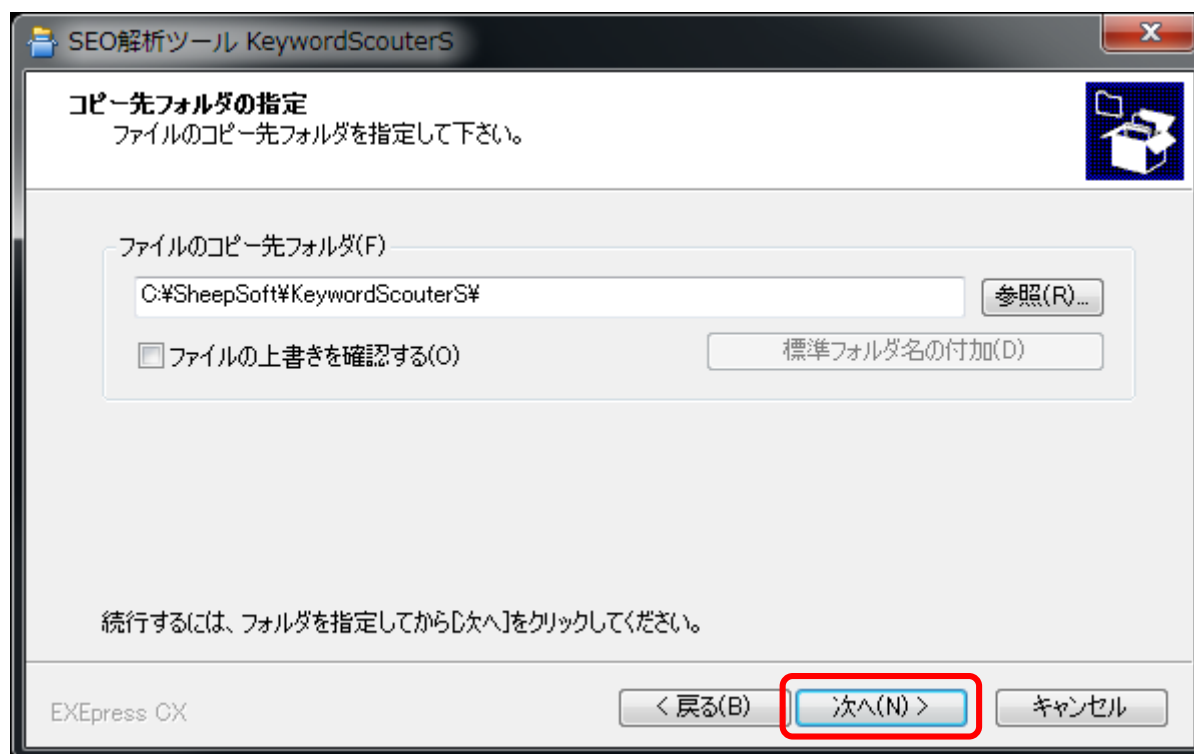 SEO解析ツール KeywordScouterS
コピー先フォルダの指定
ファイルのコピー先フォルダを指定して下さい。
ファイルのコピー先フォルダ(F)
C:¥SheepSoft¥KeywordScouterS¥
参照(R)...
ファイルの上書きを確認する(O)
標準フォルダ名の付加(D)
続行するには、フォルダを指定してから[次へ]をクリックしてください。
EXEpress CX
< 戻る(B)
次へ(N) >
キャンセル